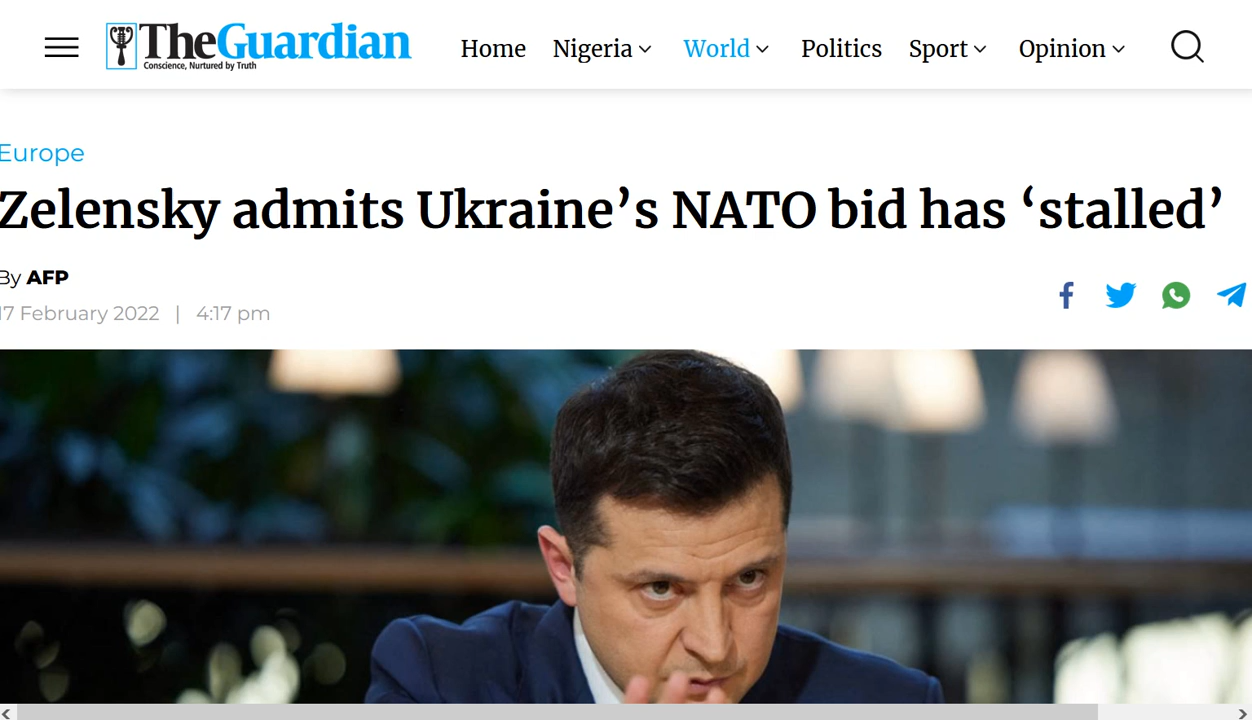 TheGuardian
Conscience, Nurtured by Truth
Home Nigeria World Politics Sport Opinion
Europe
Zelensky admits Ukraine’s NATO bid has ‘stalled’
By AFP
17 February 2022 | 4:17 pm